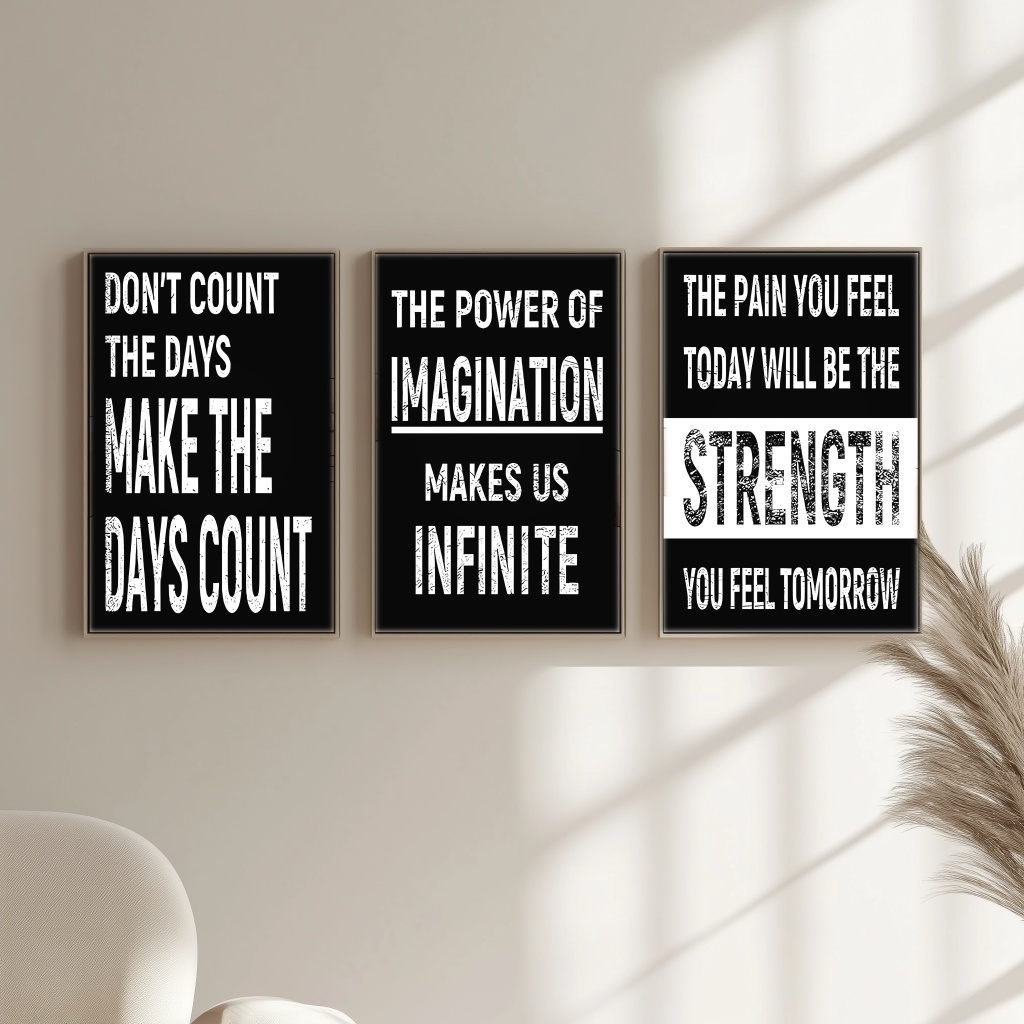 DON'T COUNT
THE DAYS
MAKE THE
DAYS COUNT
THE POWER OF
IMAGINATION
MAKES US
INFINITE
THE PAIN YOU FEEL
TODAY WILL BE THE
STRENGTH
YOU FEEL TOMORROW